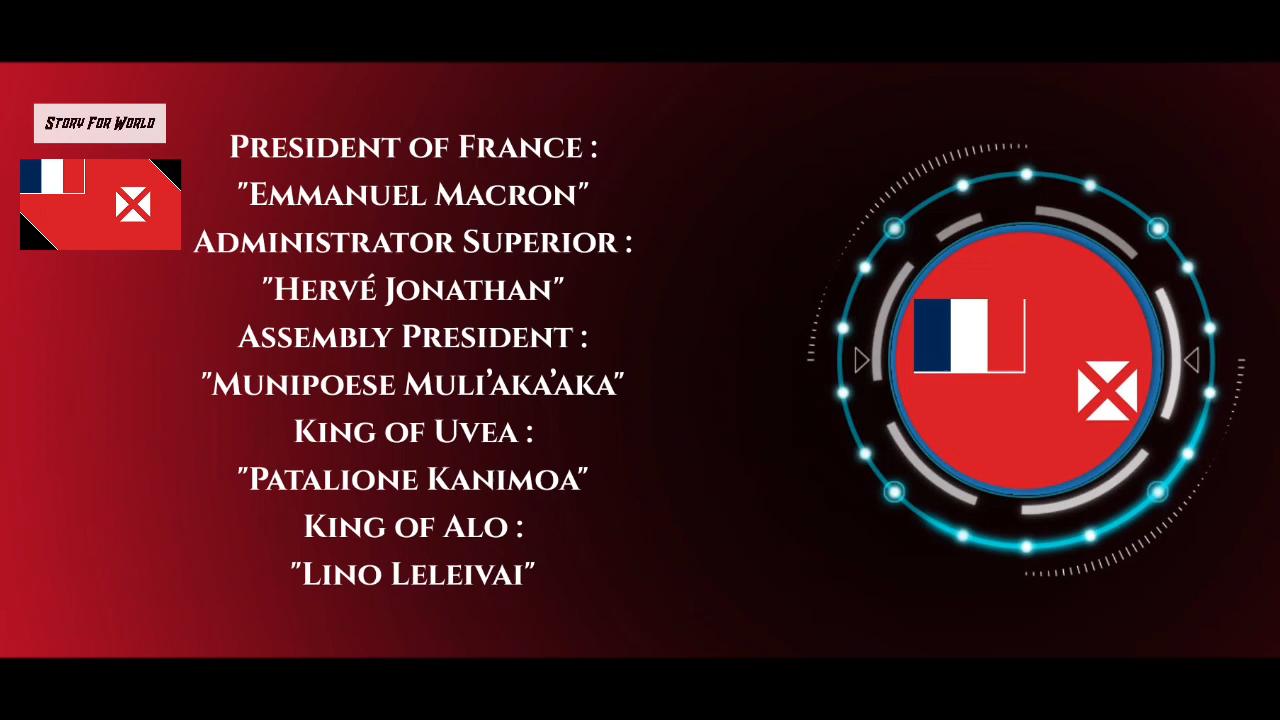 Story For World
President of France :
"Emmanuel Macron"
Administrator Superior :
"Hervé Jonathan"
Assembly President :
"Munipoese Muli’aka’aka"
King of Uvea :
"Patalione Kanimoa"
King of Alo :
"Lino Leleivai"